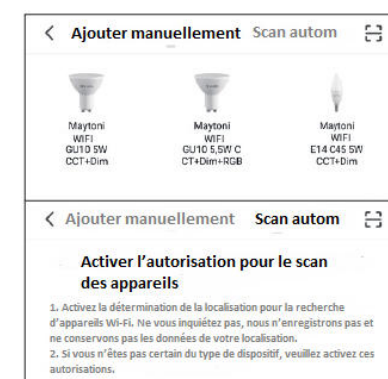 Ajouter manuellement Scan autom
Maytoni
WIFI
GU10 5W
CCT+Dim
Maytoni
WIFI
GU10 5,5W C
CT+Dim+RGB
Maytoni
WIFI
E14 C45 5W
CCT+Dim
Ajouter manuellement Scan autom
Activer l'autorisation pour le scan
des appareils
1. Activez la détermination de la localisation pour la recherche
d'appareils Wi-Fi. Ne vous inquiétez pas, nous n'enregistrons pas et
ne conservons pas les données de votre localisation.
2. Si vous n'êtes pas certain du type de dispositif, veuillez activez ces
autorisations.